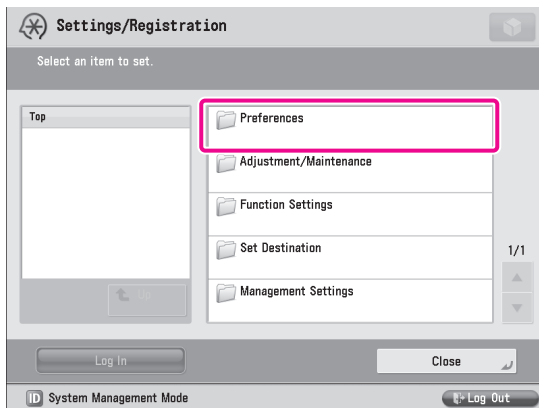 Settings/Registration
Select an item to set.
Top
Preferences
Adjustment/Maintenance
Function Settings
Set Destination
1/1
Management Settings
Up
Log In
Close
ID System Management Mode
Log Out